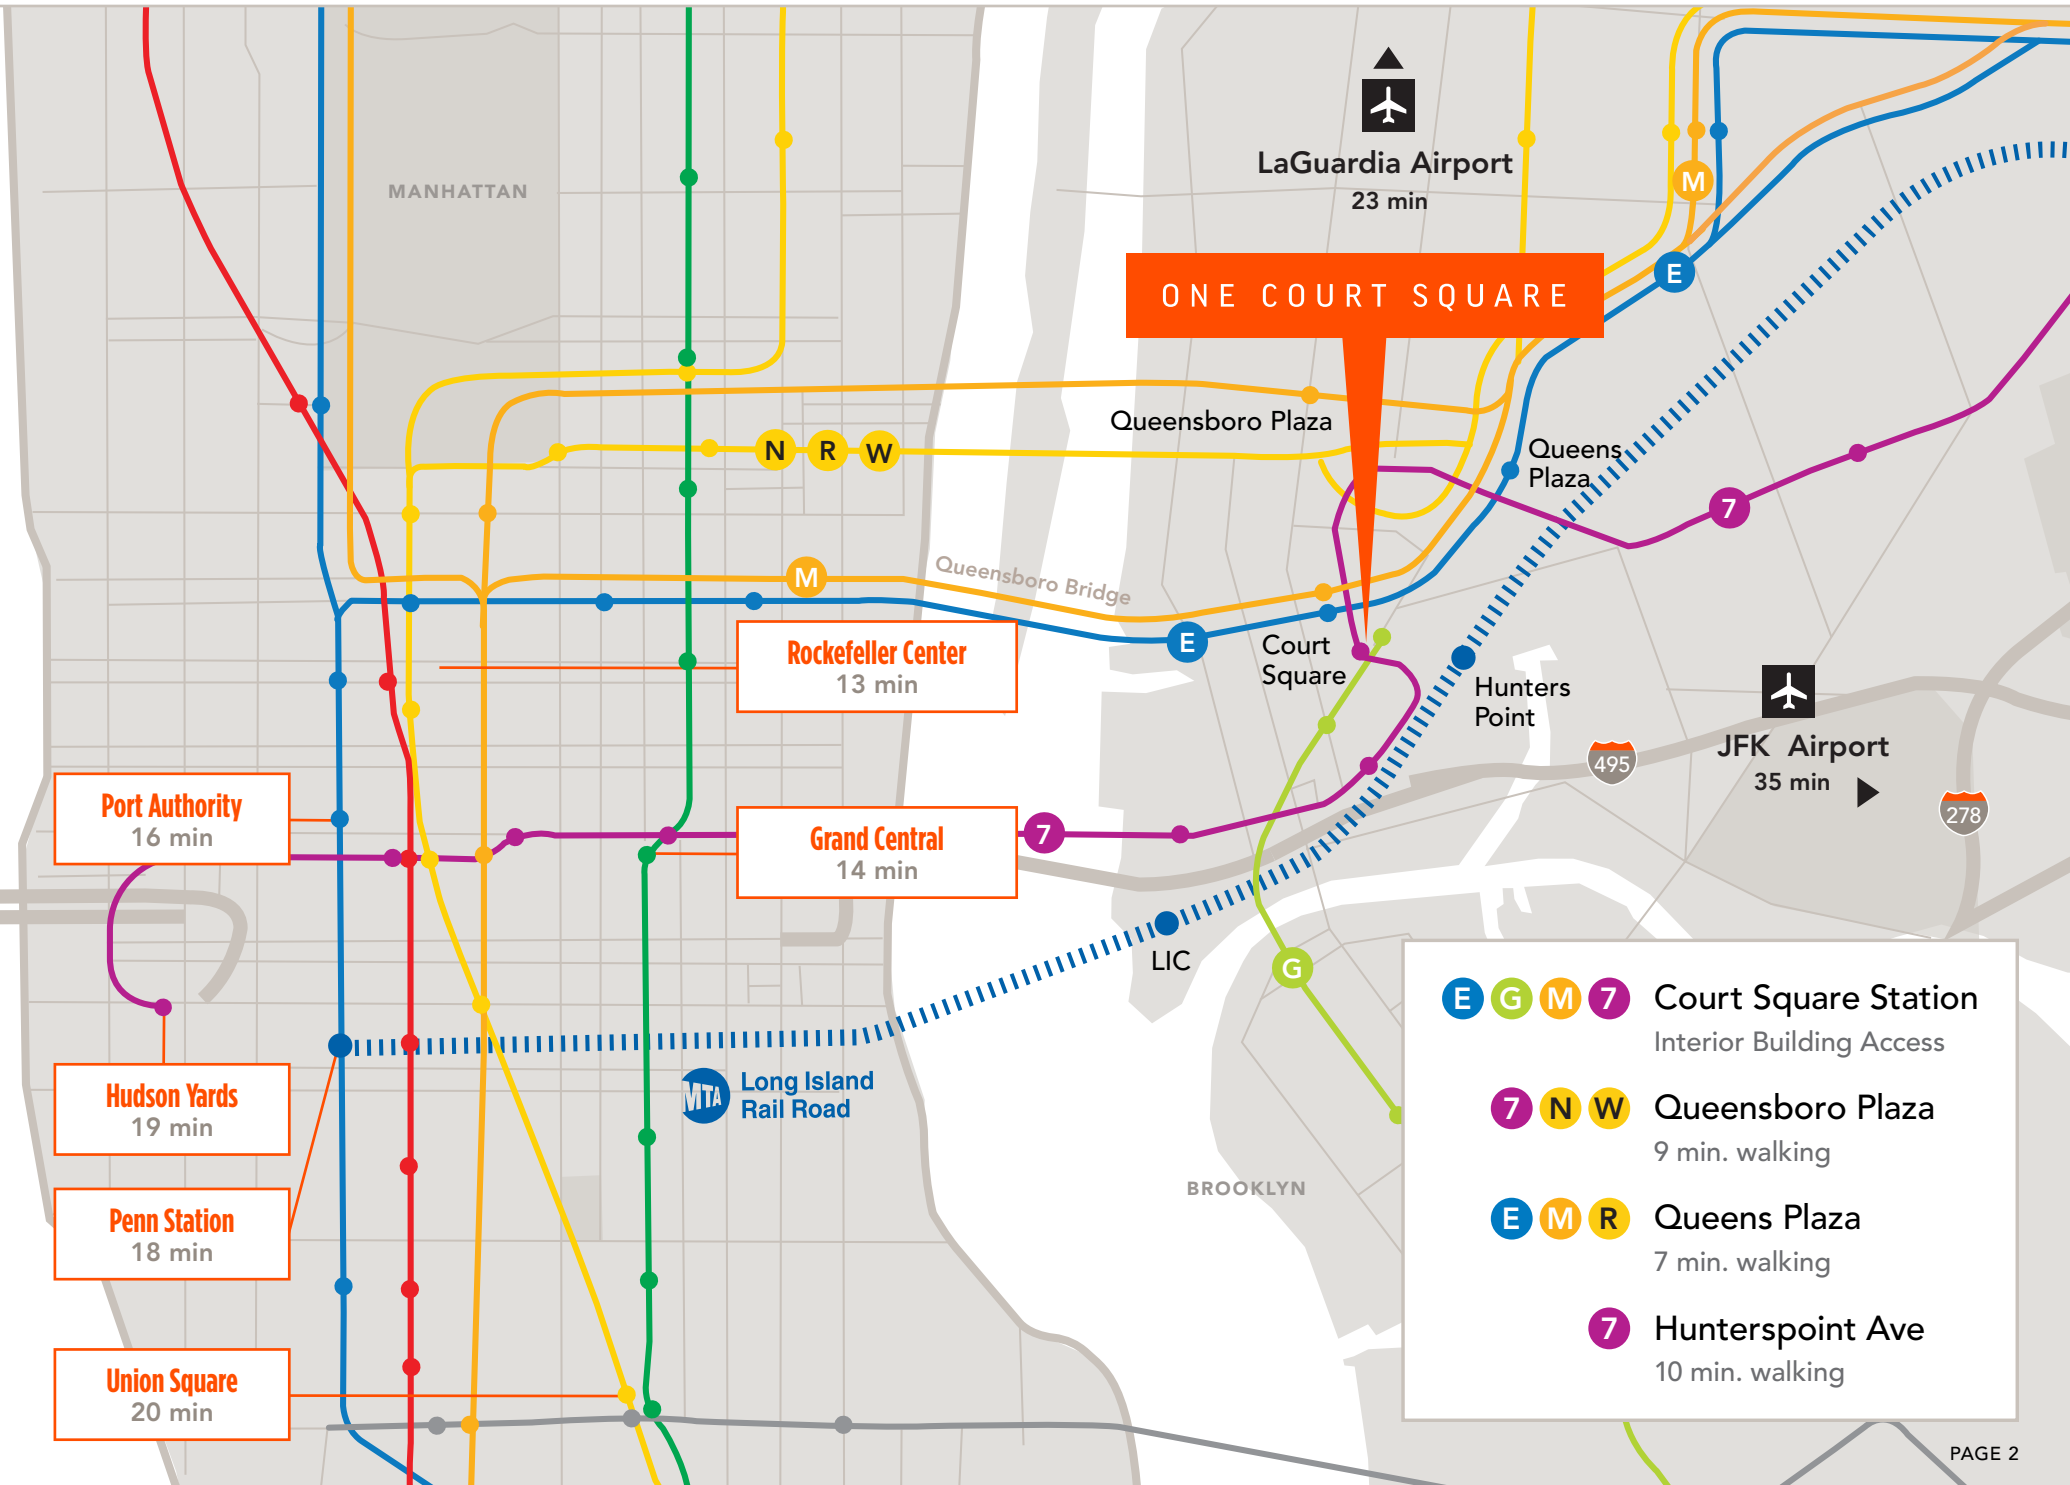 MANHATTAN
LaGuardia Airport
23 min
M
E
ONE COURT SQUARE
Queensboro Plaza
N R W
Queens
Plaza
7
M
Queensboro Bridge
E
Court
Square
Rockefeller Center
13 min
Hunters
Point
495
JFK Airport
35 min
278
Port Authority
16 min
Grand Central
14 min
7
LIC
G
Hudson Yards
19 min
MTA
Long Island
Rail Road
Penn Station
18 min
BROOKLYN
Union Square
20 min
E G M 7 Court Square Station
Interior Building Access
7 N W Queensboro Plaza
9 min. walking
E M R Queens Plaza
7 min. walking
7 Hunterspoint Ave
10 min. walking
PAGE 2